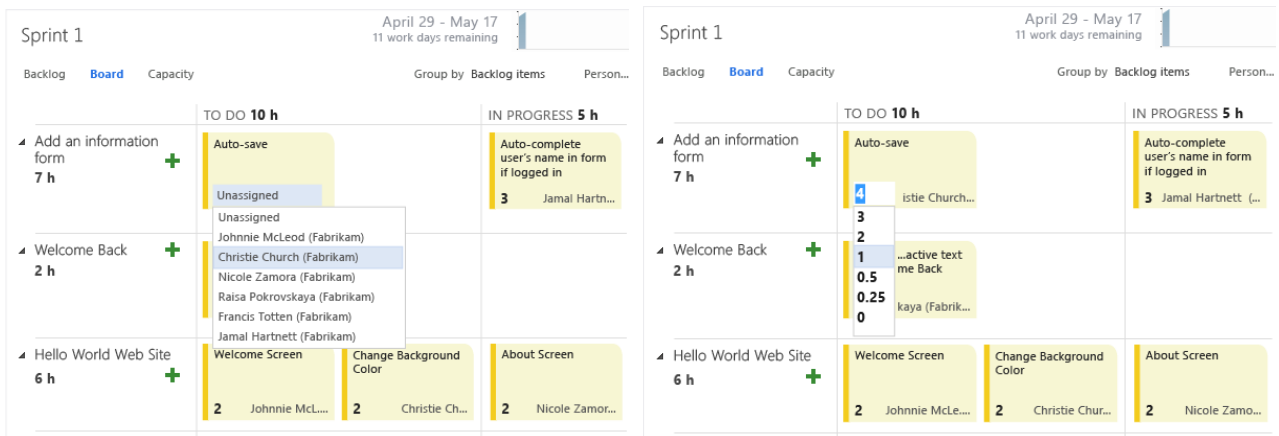 Sprint 1
April 29 - May 17
11 work days remaining
Backlog Board Capacity
Group by Backlog items Person...
TO DO 10 h
IN PROGRESS 5 h
Add an information
form
7 h
Auto-save
Unassigned
Auto-complete
user's name in form
if logged in
3 Jamal Hartn...
Unassigned
Johnnie McLeod (Fabrikam)
Christie Church (Fabrikam)
Nicole Zamora (Fabrikam)
Raisa Pokrovskaya (Fabrikam)
Francis Totten (Fabrikam)
Jamal Hartnett (Fabrikam)
Welcome Back
2 h
Hello World Web Site
6 h
Welcome Screen
2 Johnnie McL...
Change Background
Color
2 Christie Ch...
About Screen
2 Nicole Zamor...
Sprint 1
April 29 - May 17
11 work days remaining
Backlog Board Capacity
Group by Backlog items Person...
TO DO 10 h
IN PROGRESS 5 h
Add an information
form
7 h
Auto-save
4 istie Church...
3
2
1
0.5
0.25
0
Auto-complete
user's name in form
if logged in
3 Jamal Hartnett (...
Welcome Back
2 h
...active text
me Back
kaya (Fabrik...
Hello World Web Site
6 h
Welcome Screen
2 Johnnie McLe...
Change Background
Color
2 Christie Chur...
About Screen
2 Nicole Zamo...